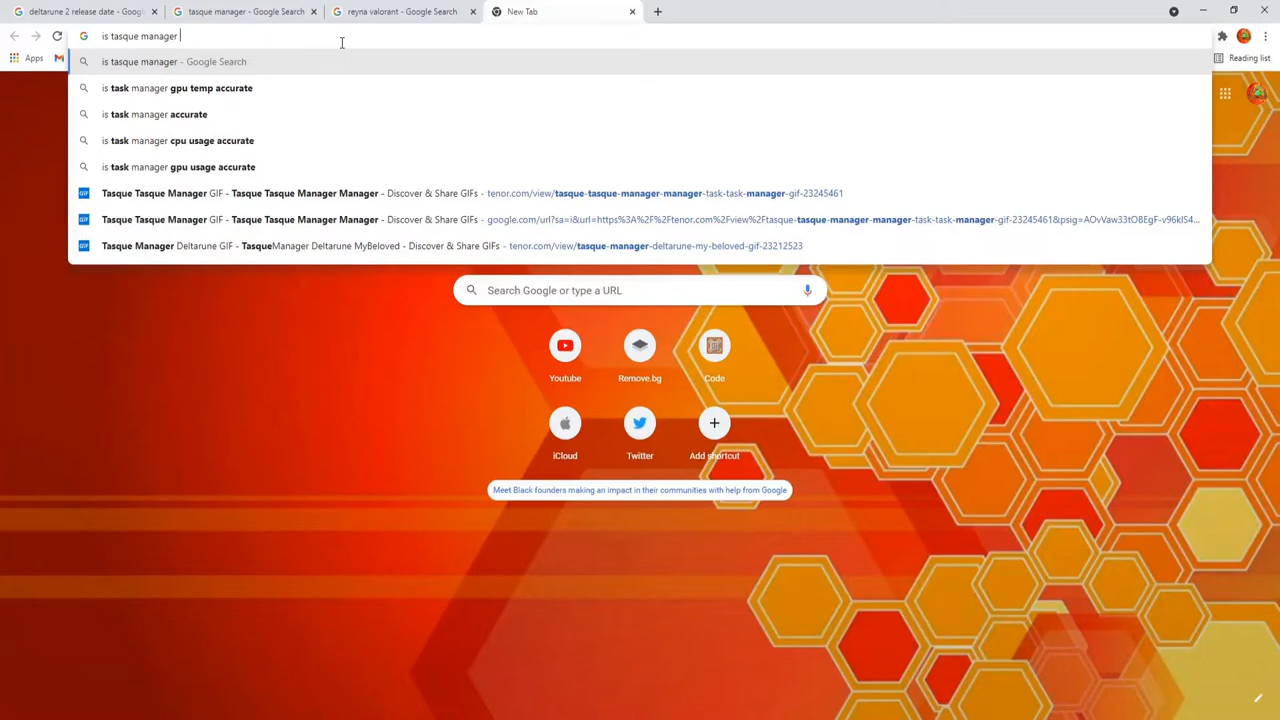 deltarune 2 release date - Googl
tasque manager - Google Search
reyna valorant - Google Search
New Tab
is tasque manager
Apps
Reading list
is tasque manager - Google Search
is task manager gpu temp accurate
is task manager accurate
is task manager cpu usage accurate
is task manager gpu usage accurate
Tasque Tasque Manager GIF - Tasque Tasque Manager Manager - Discover & Share GIFs - tenor.com/view/tasque-tasque-manager-manager-task-task-manager-gif-23245461
Tasque Tasque Manager GIF - Tasque Tasque Manager Manager - Discover & Share GIFs - google.com/url?sa=i&url=https%3A%2F%2Ftenor.com%2Fview%2Ftasque-tasque-manager-manager-task-task-manager-gif-23245461&psig=AOvVaw33tOBEgF-v96klS4...
Tasque Manager Deltarune GIF - TasqueManager Deltarune MyBeloved - Discover & Share GIFs - tenor.com/view/tasque-manager-deltarune-my-beloved-gif-23212523
Search Google or type a URL
Youtube
Remove.bg
Code
iCloud
Twitter
Add shortcut
Meet Black founders making an impact in their communities with help from Google